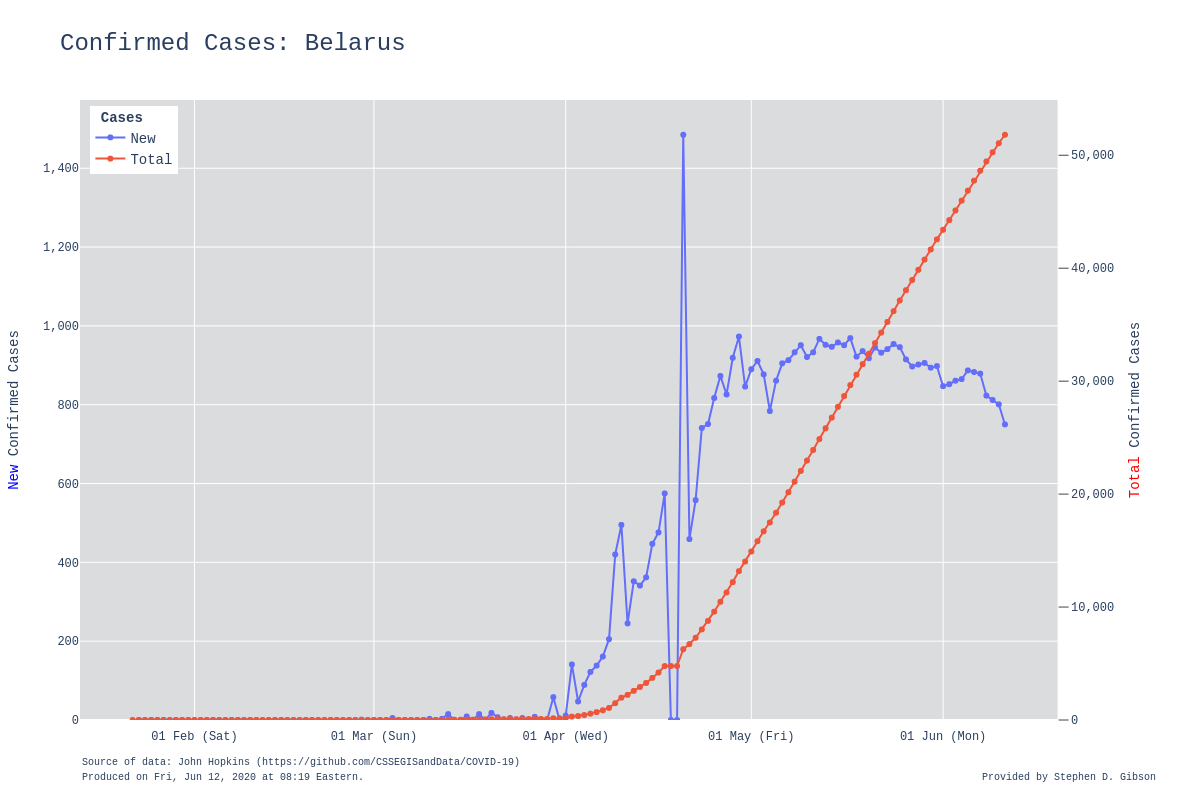 Confirmed Cases: Belarus
Cases
New
Total
1,400
1,200
1,000
800
600
400
200
0
New Confirmed Cases
50,000
40,000
30,000
20,000
10,000
0
Total Confirmed Cases
01 Feb (Sat) 01 Mar (Sun) 01 Apr (Wed) 01 May (Fri) 01 Jun (Mon)
Source of data: John Hopkins (https://github.com/CSSEGISandData/COVID-19)
Produced on Fri, Jun 12, 2020 at 08:19 Eastern.
Provided by Stephen D. Gibson